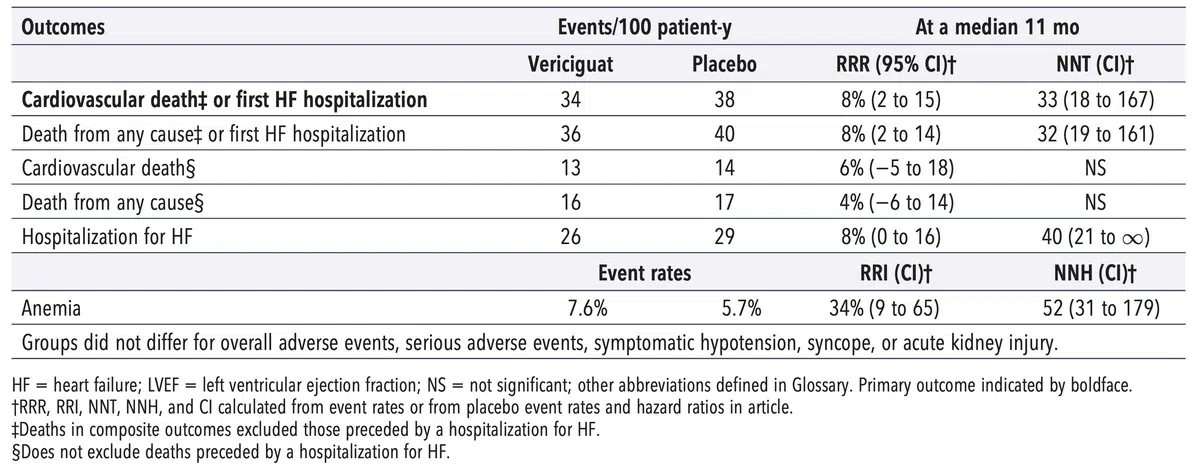 Outcomes Events/100 patient-y At a median 11 mo
Vericiguat Placebo RRR (95% CI)† NNT (CI)†
Cardiovascular death‡ or first HF hospitalization 34 38 8% (2 to 15) 33 (18 to 167)
Death from any cause‡ or first HF hospitalization 36 40 8% (2 to 14) 32 (19 to 161)
Cardiovascular death§ 13 14 6% (−5 to 18) NS
Death from any cause§ 16 17 4% (−6 to 14) NS
Hospitalization for HF 26 29 8% (0 to 16) 40 (21 to ∞)
Event rates RRI (CI)† NNH (CI)†
Anemia 7.6% 5.7% 34% (9 to 65) 52 (31 to 179)
Groups did not differ for overall adverse events, serious adverse events, symptomatic hypotension, syncope, or acute kidney injury.
HF = heart failure; LVEF = left ventricular ejection fraction; NS = not significant; other abbreviations defined in Glossary. Primary outcome indicated by boldface.
†RRR, RRI, NNT, NNH, and CI calculated from event rates or from placebo event rates and hazard ratios in article.
‡Deaths in composite outcomes excluded those preceded by a hospitalization for HF.
§Does not exclude deaths preceded by a hospitalization for HF.